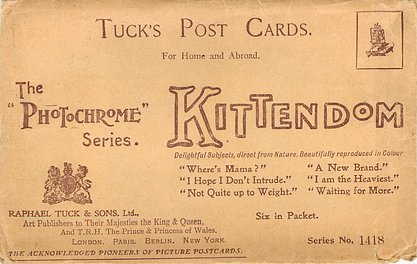 TUCK'S POST CARDS.
For Home and Abroad.
The
"PHOTOCHROME"
Series.
KITTENDOM
Delightful Subjects, direct from Nature, Beautifully reproduced in Colour
"Where's Mama?" "A New Brand."
"I Hope I Don't Intrude." "I am the Heaviest."
"Not Quite up to Weight." "Waiting for More."
RAPHAEL TUCK & SONS. Ltd.,
Art Publishers to Their Majesties the King & Queen,
And T.R.H. The Prince & Princess of Wales.
LONDON. PARIS. BERLIN. NEW YORK
THE ACKNOWLEDGED PIONEERS OF PICTURE POSTCARDS.
Six in Packet.
Series No. 1418